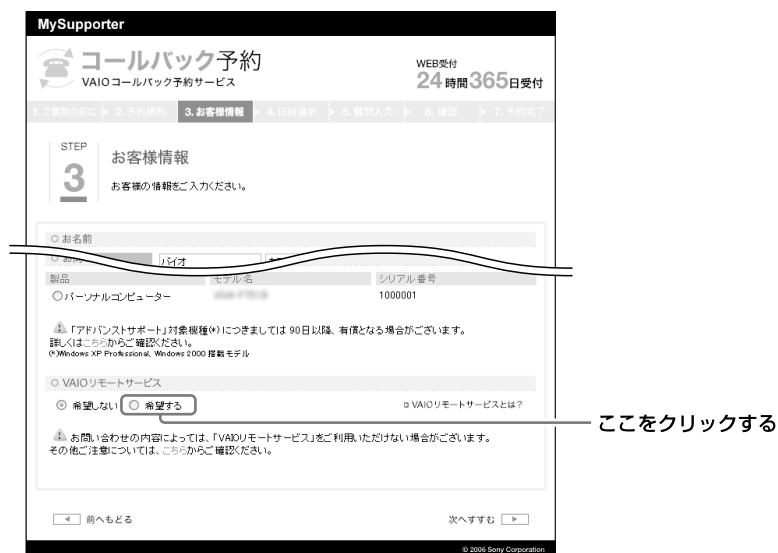 MySupporter
コールバック予約
VAIOコールバック予約サービス
WEB受付
24時間365日受付
1.ご質問の前に > 2.予約規約 3.お客様情報 > 4.日時選択 > 5.質問入力 > 6.確認 > 7.予約完了
STEP
3
お客様情報
お客様の情報をご入力ください。
お名前
バイオ
製品 モデル名 シリアル番号
パーソナルコンピューター 1000001
「アドバンストサポート」対象機種(*)につきましては90日以降、有償となる場合がございます。
詳しくはこちらからご確認ください。
(*)Windows XP Professional, Windows 2000 搭載モデル
VAIOリモートサービス
希望しない 希望する VAIOリモートサービスとは?
ここをクリックする
お問い合わせの内容によっては、「VAIOリモートサービス」をご利用いただけない場合がございます。
その他ご注意については、こちらからご確認ください。
前へもどる 次へすすむ
© 2006 Sony Corporation